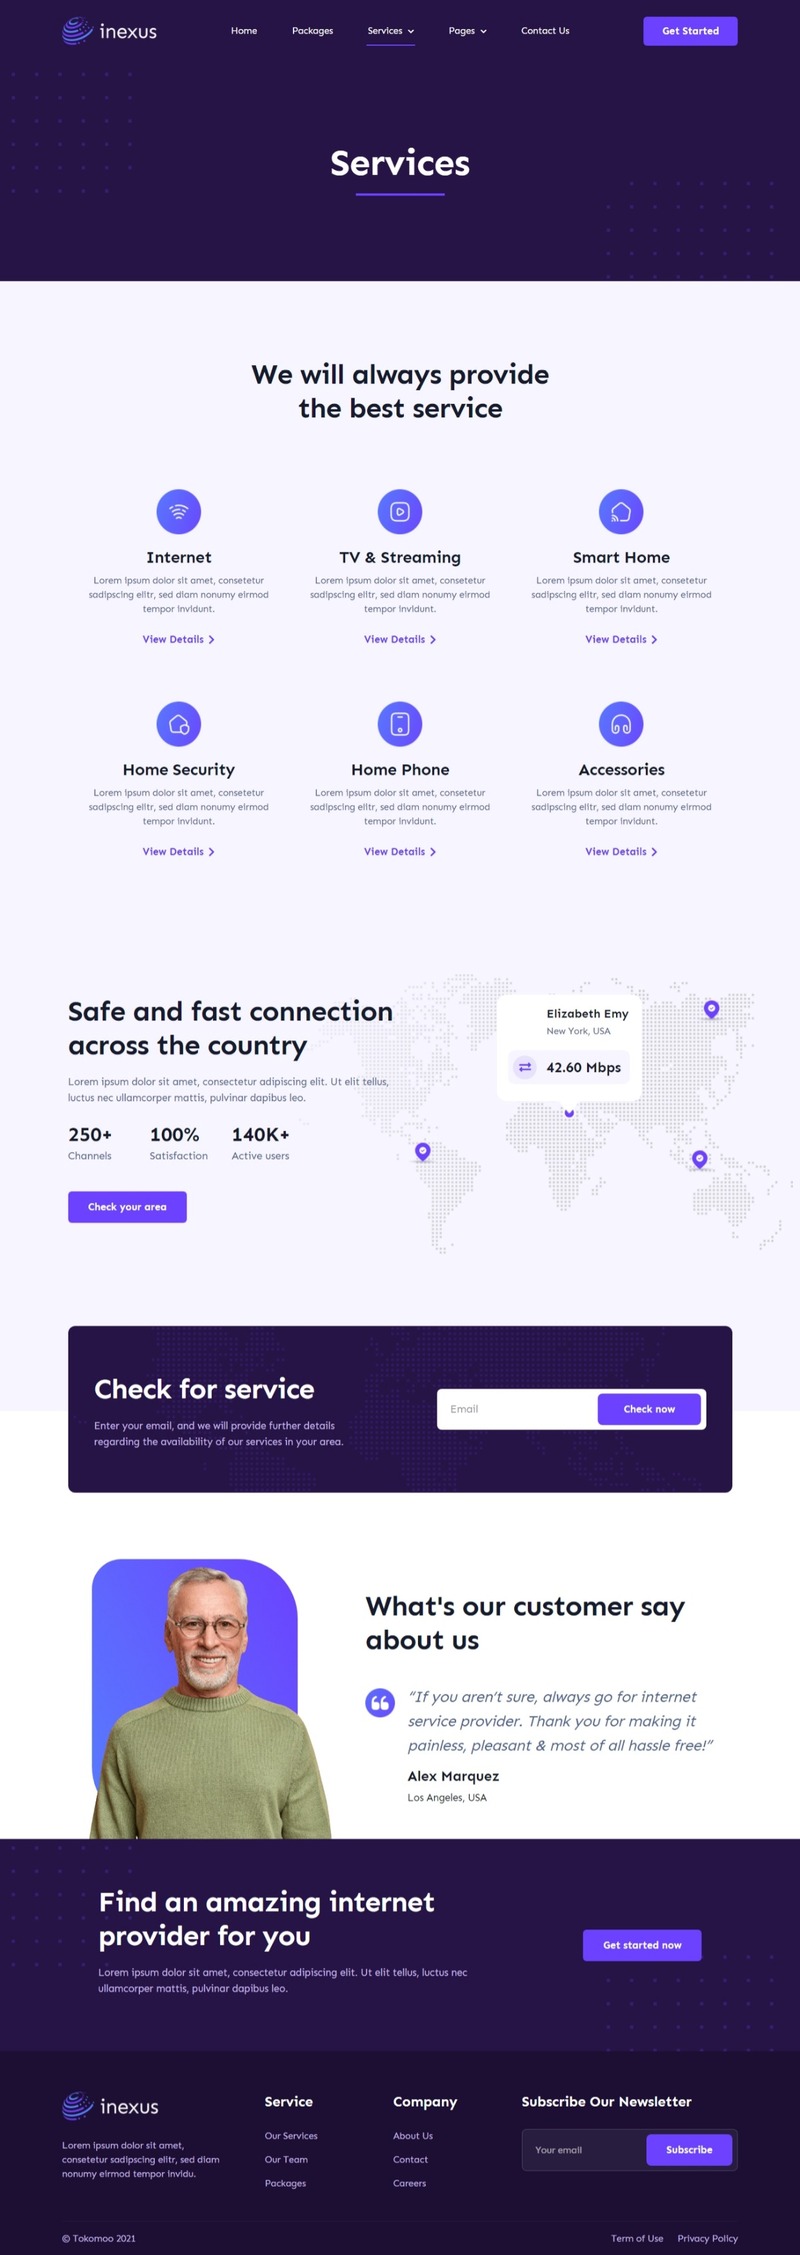 inexus
Home
Packages
Services
Pages
Contact Us
Get Started
Services
We will always provide
the best service
Internet
Lorem ipsum dolor sit amet, consetetur
sadipscing elitr, sed diam nonumy eirmod
tempor invidunt.
View Details
TV & Streaming
Lorem ipsum dolor sit amet, consetetur
sadipscing elitr, sed diam nonumy eirmod
tempor invidunt.
View Details
Smart Home
Lorem ipsum dolor sit amet, consetetur
sadipscing elitr, sed diam nonumy eirmod
tempor invidunt.
View Details
Home Security
Lorem ipsum dolor sit amet, consetetur
sadipscing elitr, sed diam nonumy eirmod
tempor invidunt.
View Details
Home Phone
Lorem ipsum dolor sit amet, consetetur
sadipscing elitr, sed diam nonumy eirmod
tempor invidunt.
View Details
Accessories
Lorem ipsum dolor sit amet, consetetur
sadipscing elitr, sed diam nonumy eirmod
tempor invidunt.
View Details
Safe and fast connection
across the country
Lorem ipsum dolor sit amet, consectetur adipiscing elit. Ut elit tellus,
luctus nec ullamcorper mattis, pulvinar dapibus leo.
250+
Channels
100%
Satisfaction
140K+
Active users
Check your area
Elizabeth Emy
New York, USA
42.60 Mbps
Check for service
Enter your email, and we will provide further details
regarding the availability of our services in your area.
Email
Check now
What's our customer say
about us
“If you aren’t sure, always go for internet
service provider. Thank you for making it
painless, pleasant & most of all hassle free!”
Alex Marquez
Los Angeles, USA
Find an amazing internet
provider for you
Lorem ipsum dolor sit amet, consectetur adipiscing elit. Ut elit tellus, luctus nec
ullamcorper mattis, pulvinar dapibus leo.
Get started now
inexus
Lorem ipsum dolor sit amet,
consetetur sadipscing elitr, sed diam
nonumy eirmod tempor invidu.
Service
Our Services
Our Team
Packages
Company
About Us
Contact
Careers
Subscribe Our Newsletter
Your email
Subscribe
© Tokomoo 2021
Term of Use
Privacy Policy